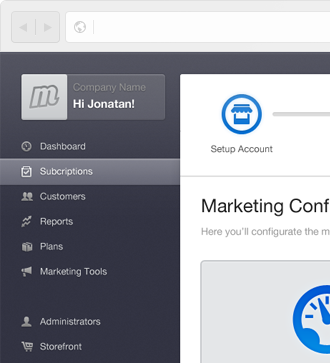 Company Name
Hi Jonatan!
Dashboard
Subcriptions
Customers
Reports
Plans
Marketing Tools
Administrators
Storefront
Setup Account
Marketing Conf
Here you'll configurate the m